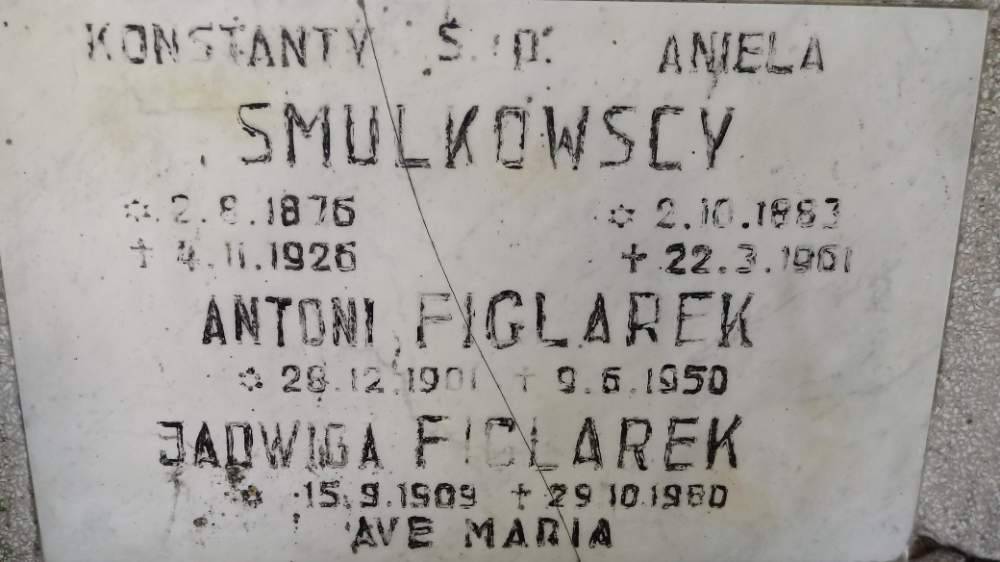 KONSTANTY Ś.p. ANIELA
SMULKOWSCY
✡ 2.8.1876 ✡ 2.10.1883
† 4.11.1926 † 22.3.1961
ANTONI FIGLAREK
✡ 28.12.1901 † 9.6.1950
JADWIGA FIGLAREK
✡ 15.9.1909 † 29.10.1980
AVE MARIA